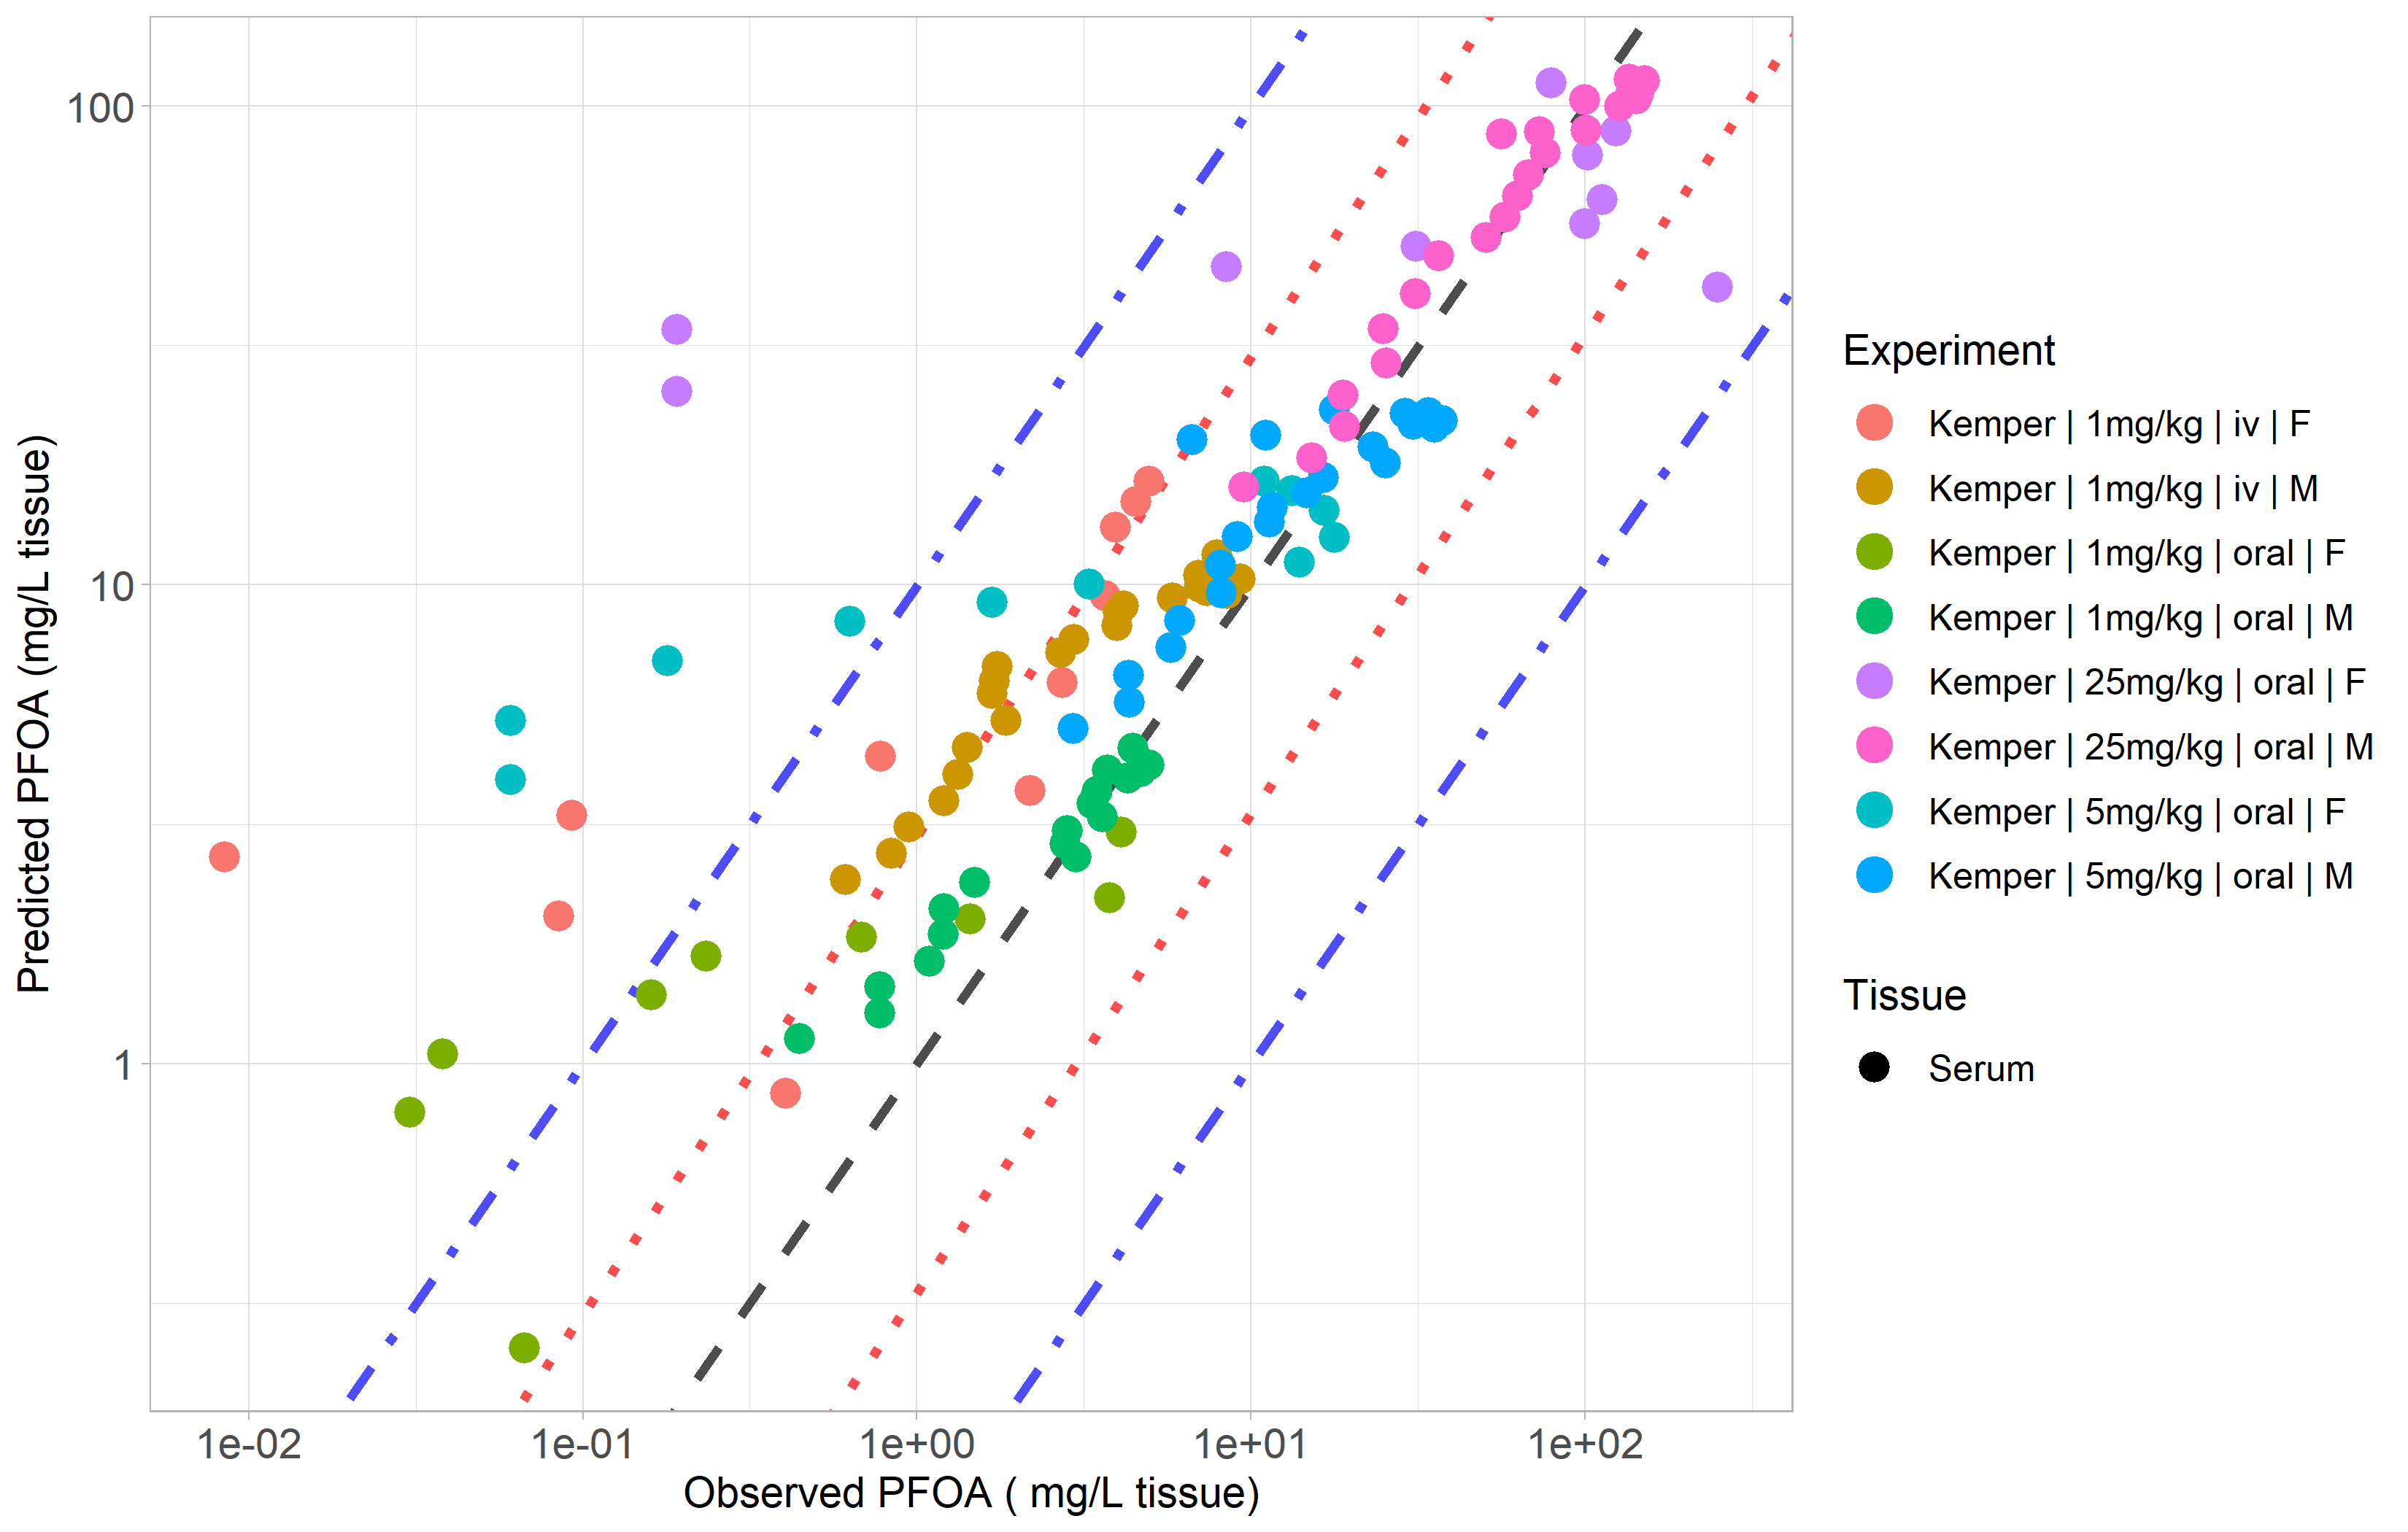 Predicted PFOA (mg/L tissue)
100
10
1
1e-02
1e-01
1e+00
1e+01
1e+02
Observed PFOA ( mg/L tissue)
Experiment
Kemper | 1mg/kg | iv | F
Kemper | 1mg/kg | iv | M
Kemper | 1mg/kg | oral | F
Kemper | 1mg/kg | oral | M
Kemper | 25mg/kg | oral | F
Kemper | 25mg/kg | oral | M
Kemper | 5mg/kg | oral | F
Kemper | 5mg/kg | oral | M
Tissue
Serum